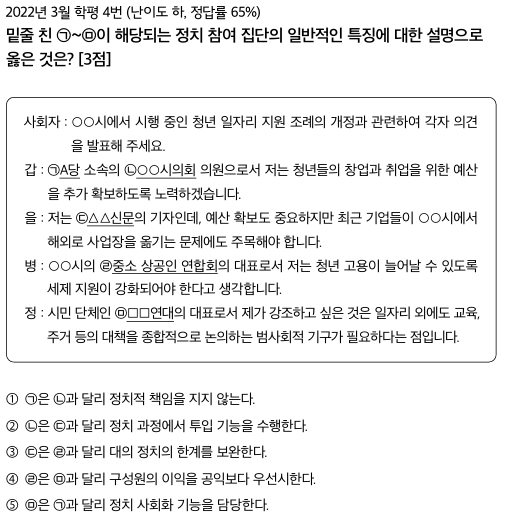 2022년 3월 학평 4번 (난이도 하, 정답률 65%)
밑줄 친 ㉠~㉤이 해당되는 정치 참여 집단의 일반적인 특징에 대한 설명으로
옳은 것은? [3점]
사회자 : ○○시에서 시행 중인 청년 일자리 지원 조례의 개정과 관련하여 각자 의견
을 발표해 주세요.
갑 : ㉠A당 소속의 ㉡○○시의회 의원으로서 저는 청년들의 창업과 취업을 위한 예산
을 추가 확보하도록 노력하겠습니다.
을 : 저는 ㉢△△신문의 기자인데, 예산 확보도 중요하지만 최근 기업들이 ○○시에서
해외로 사업장을 옮기는 문제에도 주목해야 합니다.
병 : ○○시의 ㉣중소 상공인 연합회의 대표로서 저는 청년 고용이 늘어날 수 있도록
세제 지원이 강화되어야 한다고 생각합니다.
정 : 시민 단체인 ㉤□□연대의 대표로서 제가 강조하고 싶은 것은 일자리 외에도 교육,
주거 등의 대책을 종합적으로 논의하는 범사회적 기구가 필요하다는 점입니다.
① ㉠은 ㉡과 달리 정치적 책임을 지지 않는다.
② ㉡은 ㉢과 달리 정치 과정에서 투입 기능을 수행한다.
③ ㉢은 ㉣과 달리 대의 정치의 한계를 보완한다.
④ ㉣은 ㉤과 달리 구성원의 이익을 공익보다 우선시한다.
⑤ ㉤은 ㉠과 달리 정치 사회화 기능을 담당한다.